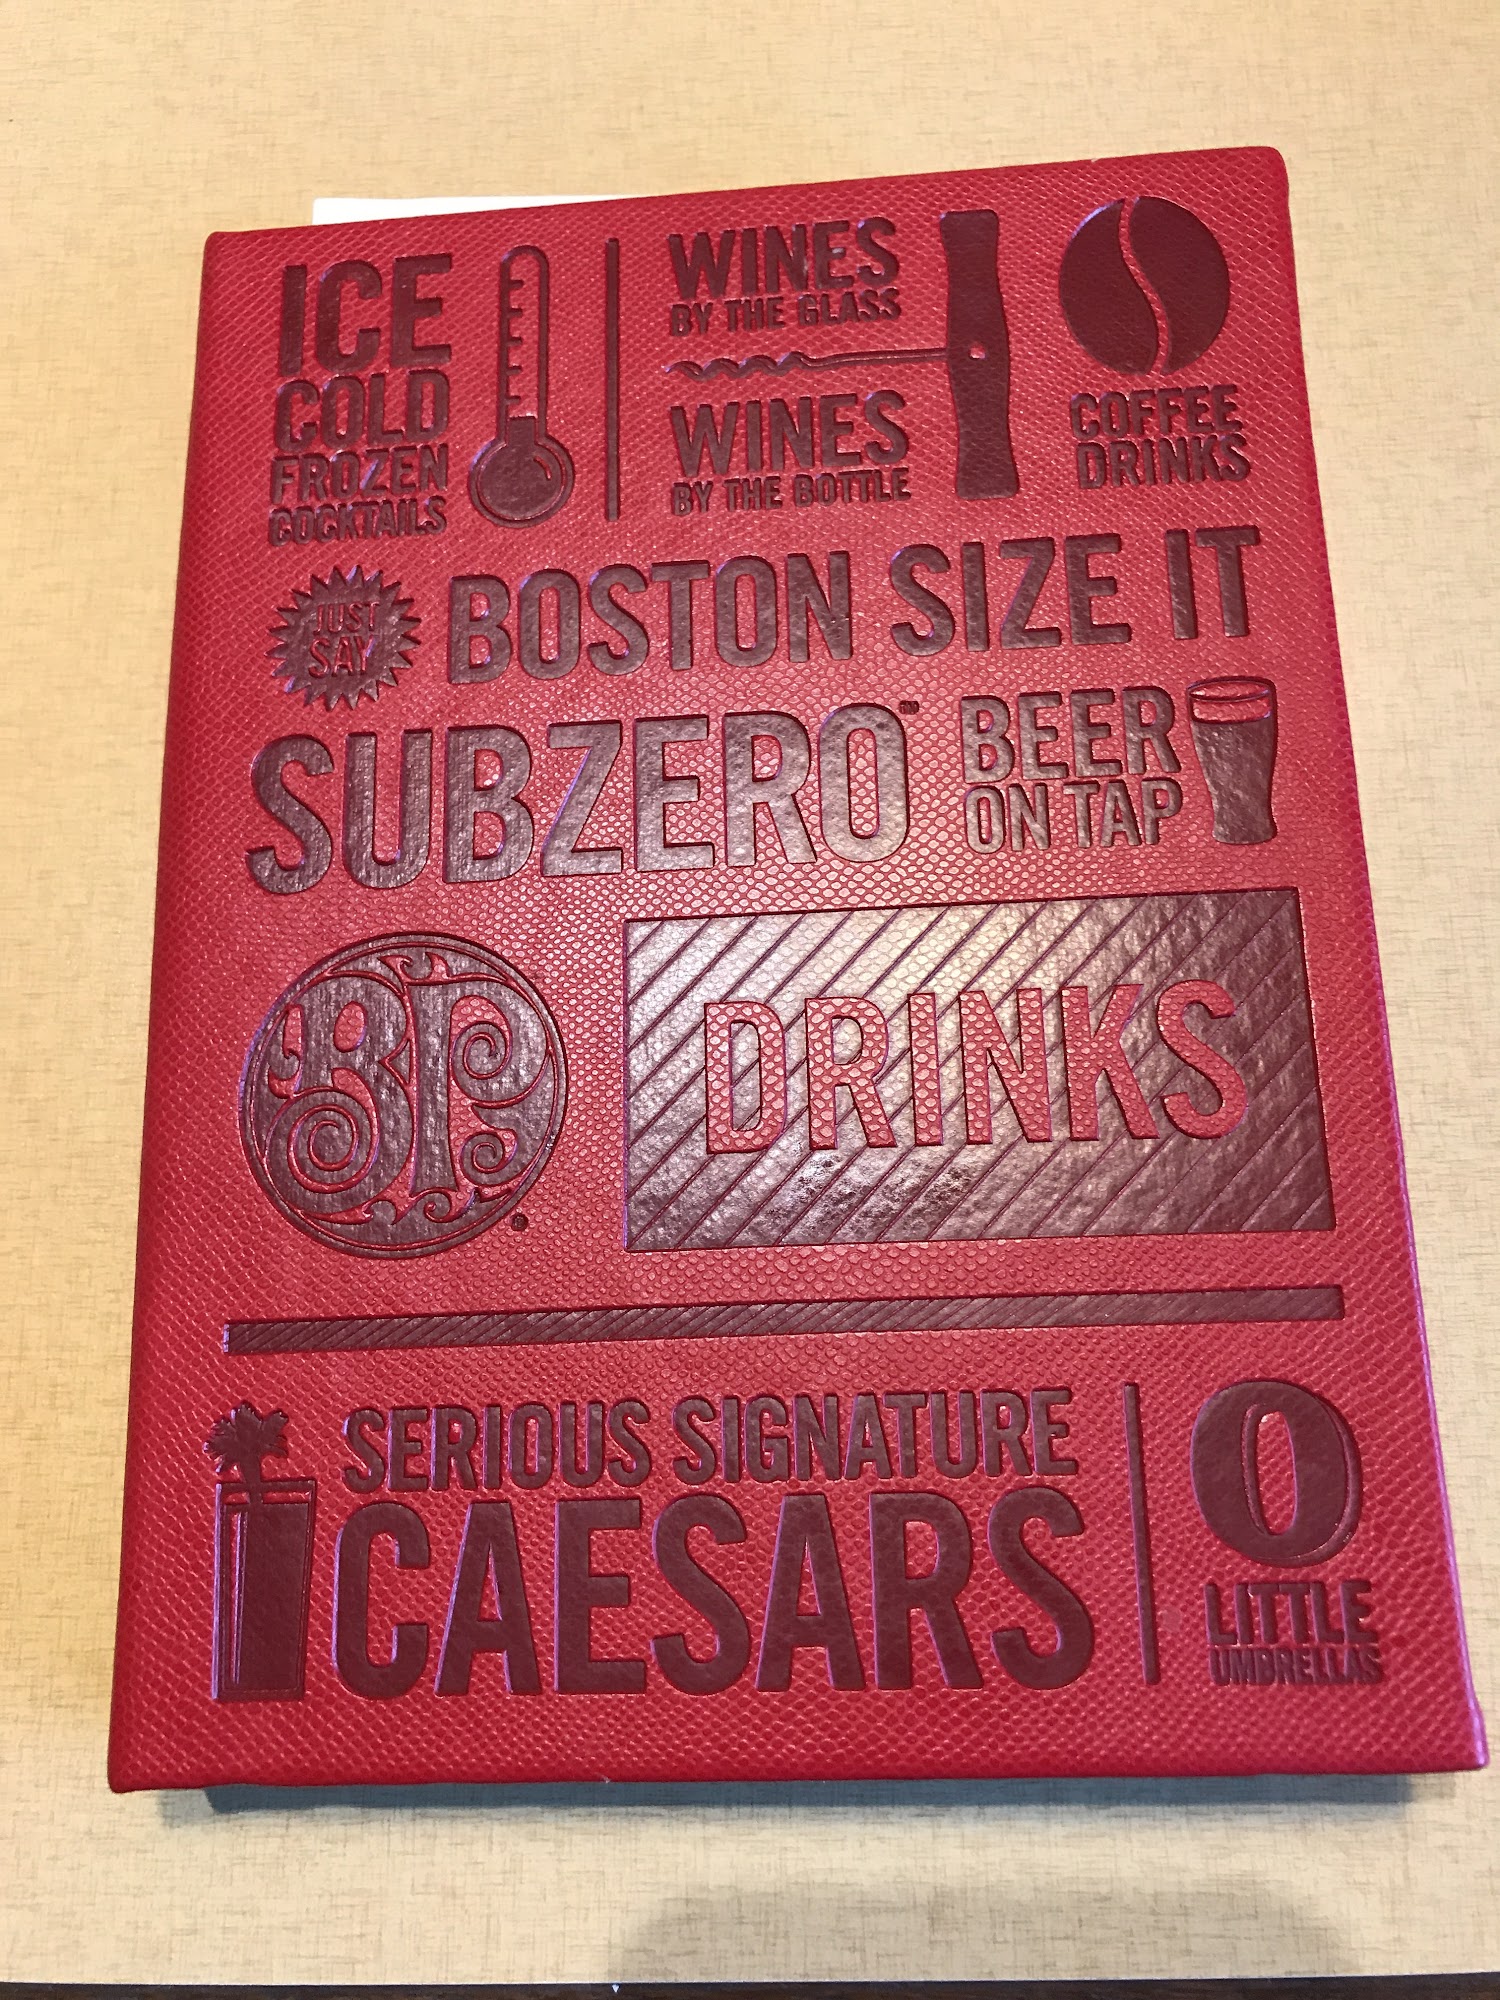 ICE
COLD
FROZEN
COCKTAILS
WINES
BY THE GLASS
WINES
BY THE BOTTLE
COFFEE
DRINKS
JUST
SAY
BOSTON SIZE IT
SUBZERO™
BEER
ON TAP
BP
DRINKS
SERIOUS SIGNATURE
CAESARS
0
LITTLE
UMBRELLAS